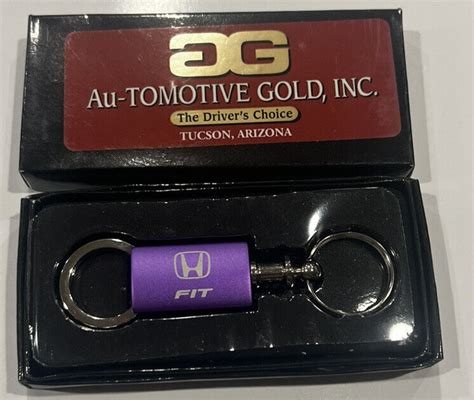 AG
Au-TOMOTIVE GOLD, INC.
The Driver's Choice
TUCSON, ARIZONA
FIT